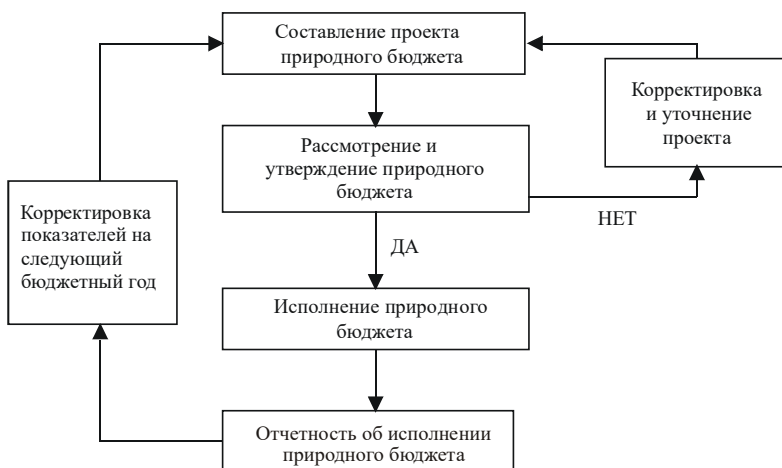 Составление проекта
природного бюджета
Корректировка
и уточнение
проекта
Рассмотрение и
утверждение природного
бюджета
НЕТ
Корректировка
показателей на
следующий
бюджетный год
ДА
Исполнение природного
бюджета
Отчетность об исполнении
природного бюджета